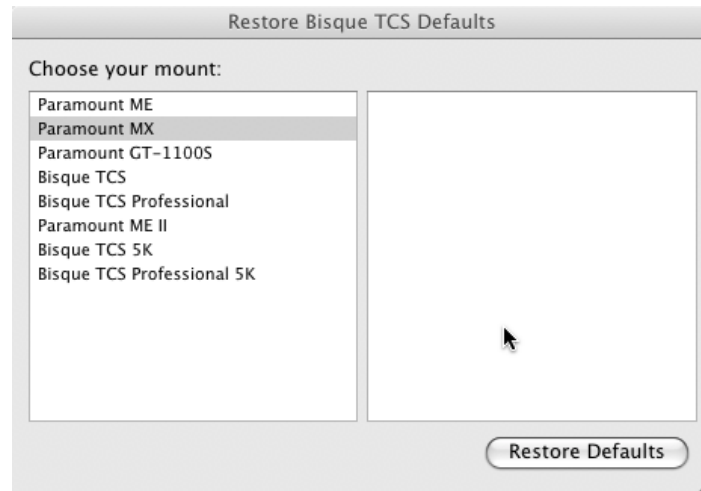 Restore Bisque TCS Defaults
Choose your mount:
Paramount ME
Paramount MX
Paramount GT-1100S
Bisque TCS
Bisque TCS Professional
Paramount ME II
Bisque TCS 5K
Bisque TCS Professional 5K
Restore Defaults